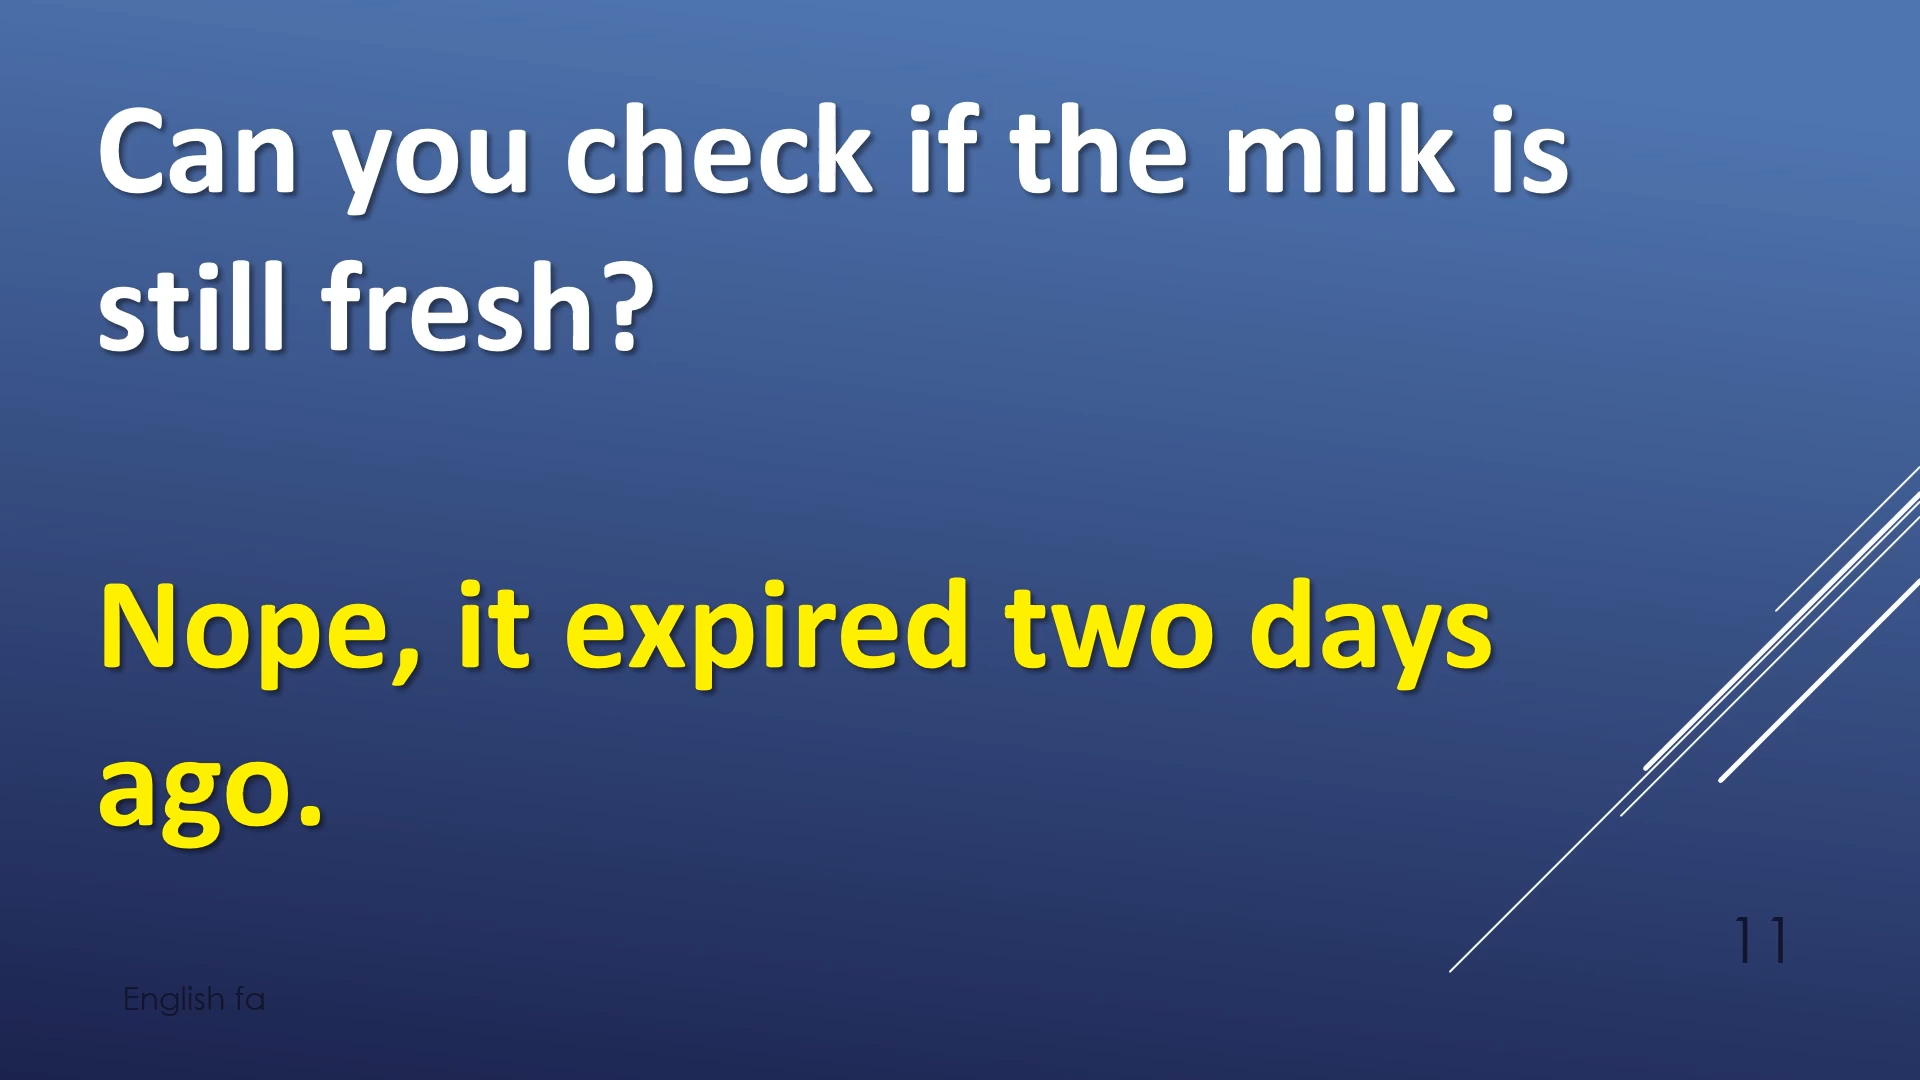 Can you check if the milk is
still fresh?
Nope, it expired two days
ago.
11
English fa